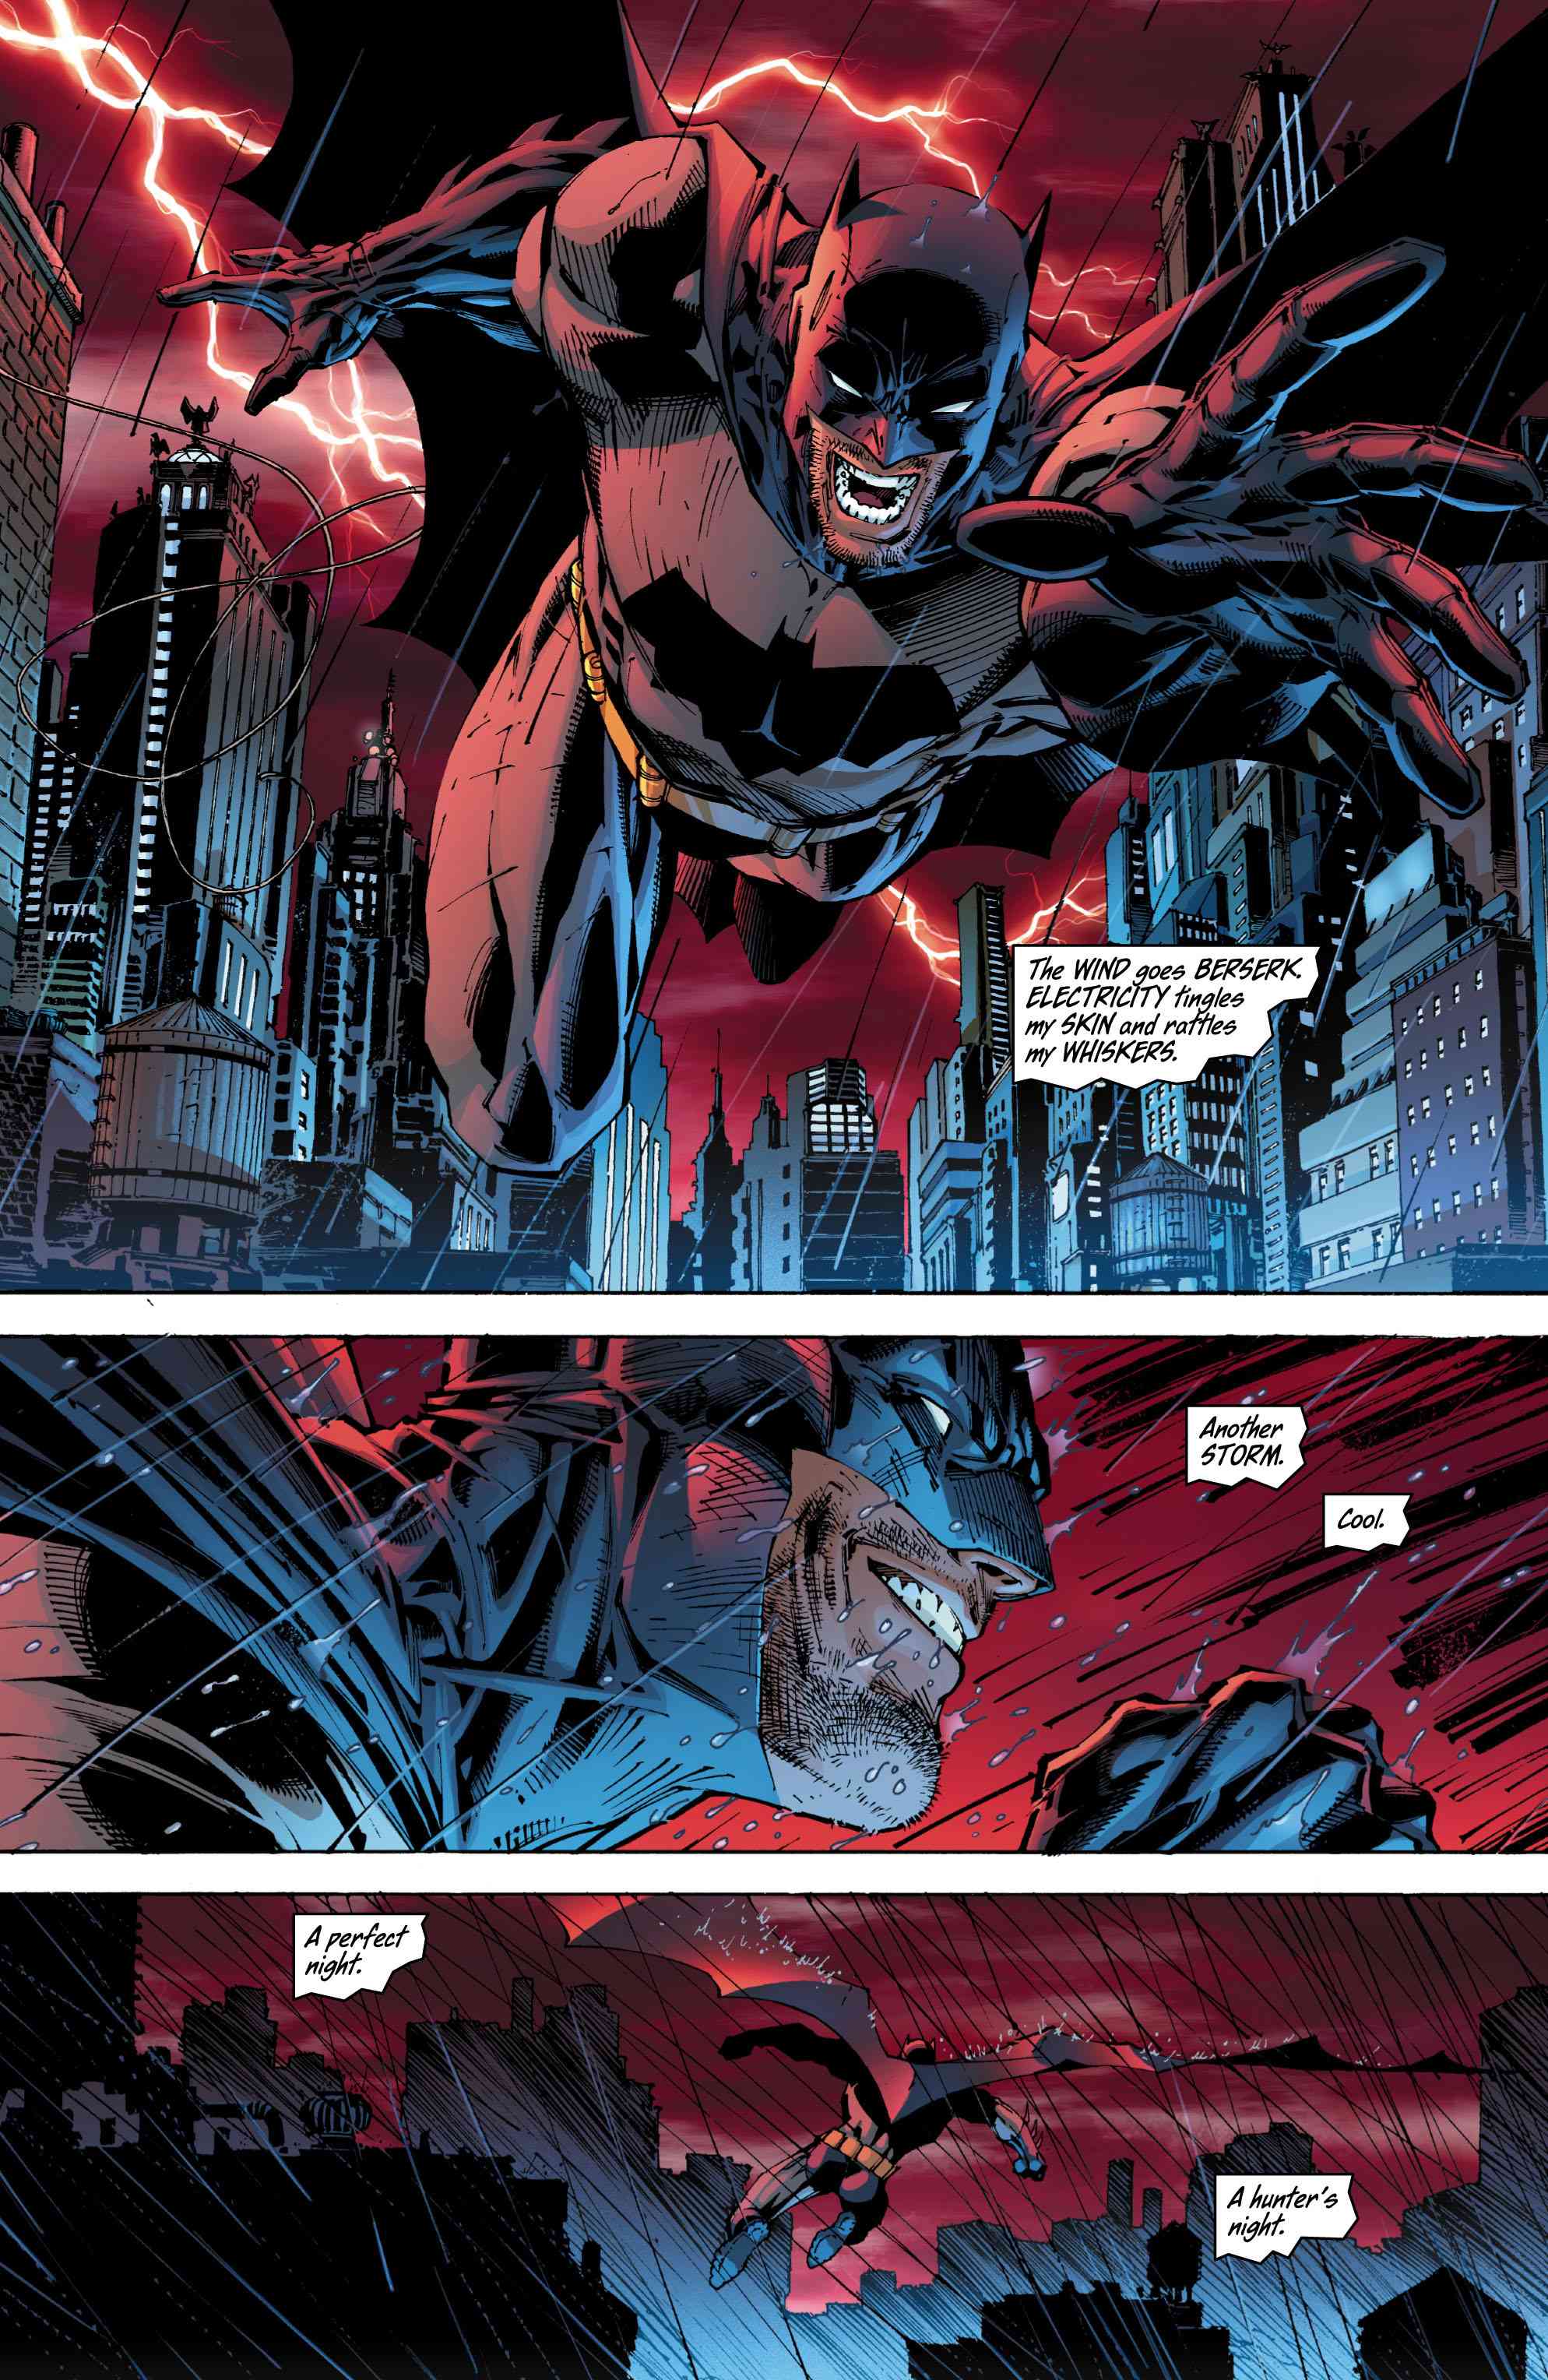 The WIND goes BERSERK.
ELECTRICITY tingles
my SKIN and rattles
my WHISKERS.
Another
STORM.
Cool.
A perfect
night.
A hunter's
night.